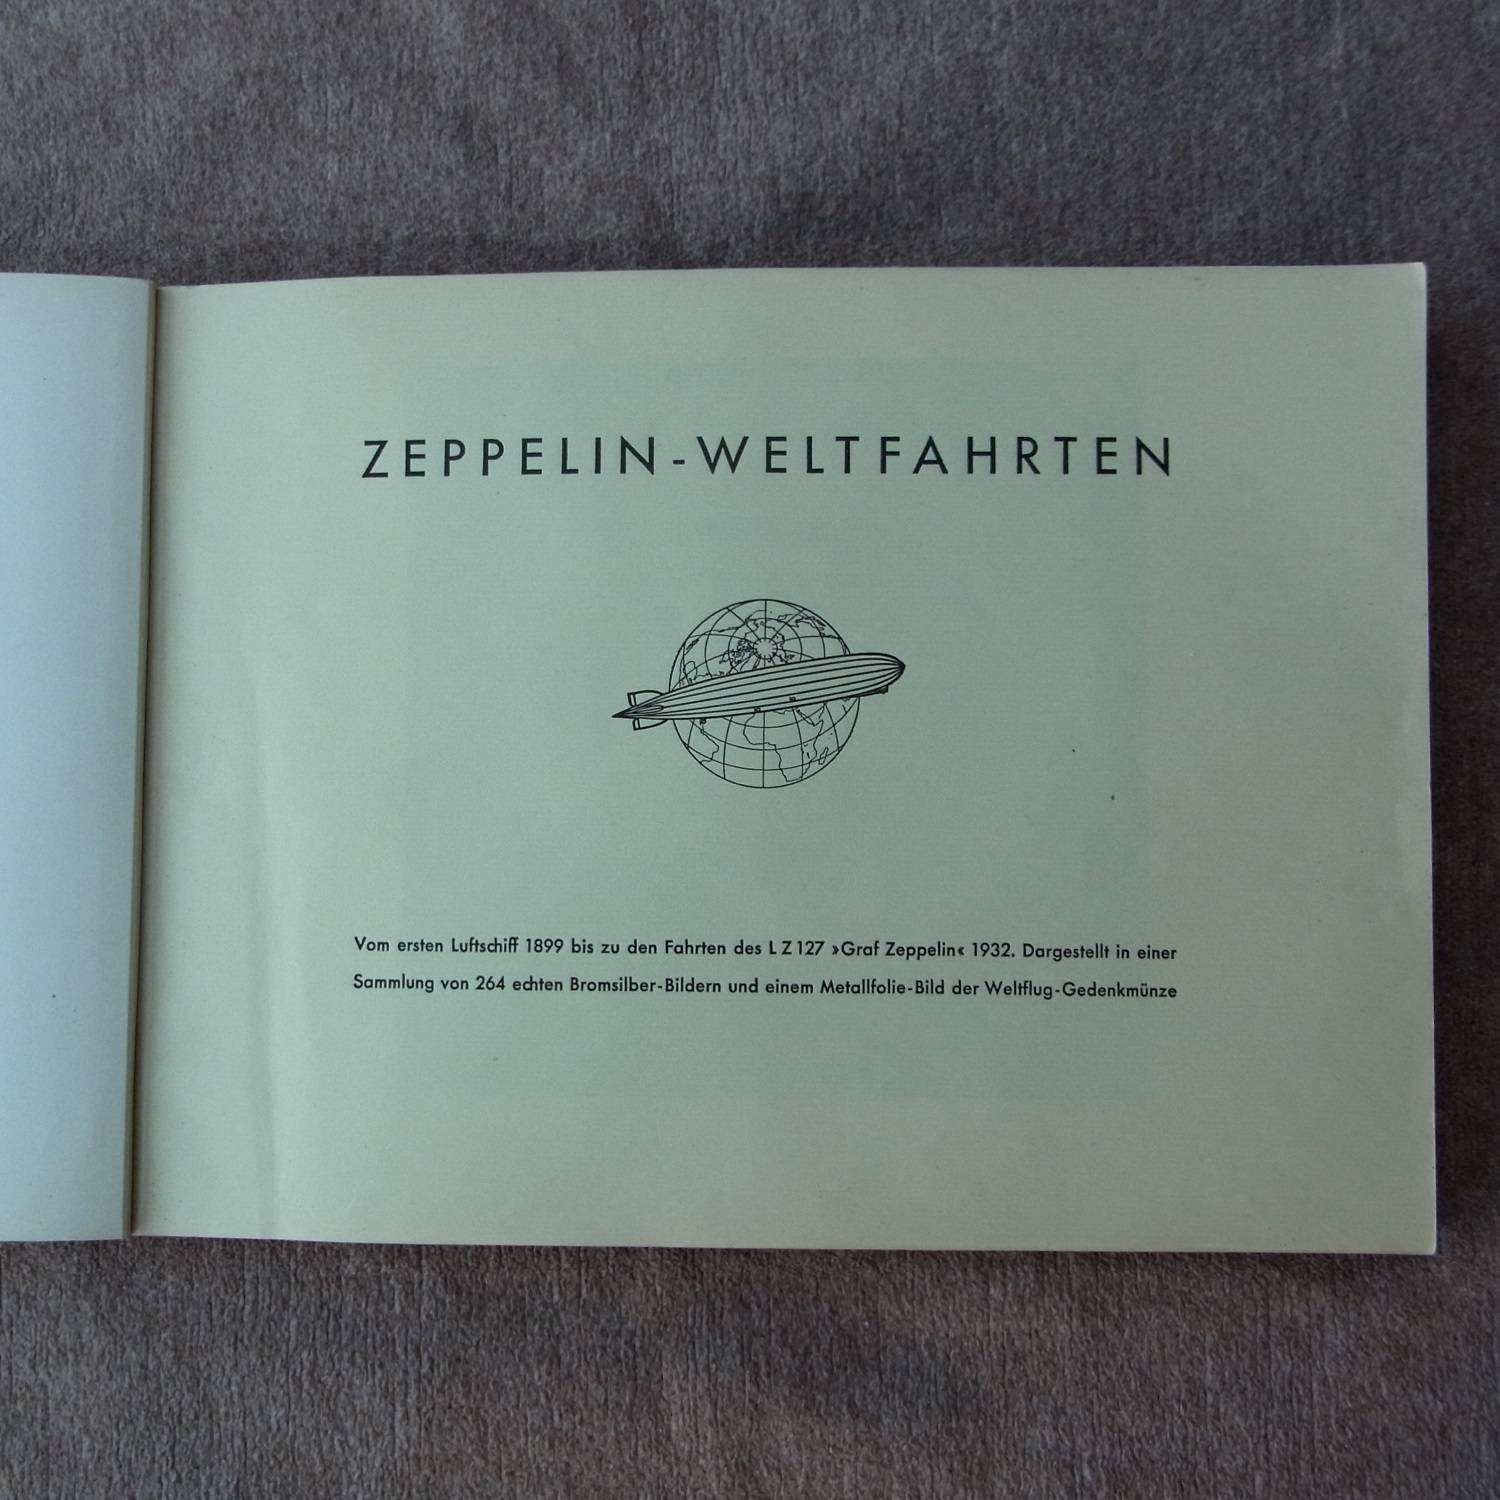 ZEPPELIN-WELTFAHRTEN
Vom ersten Luftschiff 1899 bis zu den Fahrten des LZ127 »Graf Zeppelin« 1932. Dargestellt in einer
Sammlung von 264 echten Bromsilber-Bildern und einem Metallfolie-Bild der Weltflug-Gedenkmünze